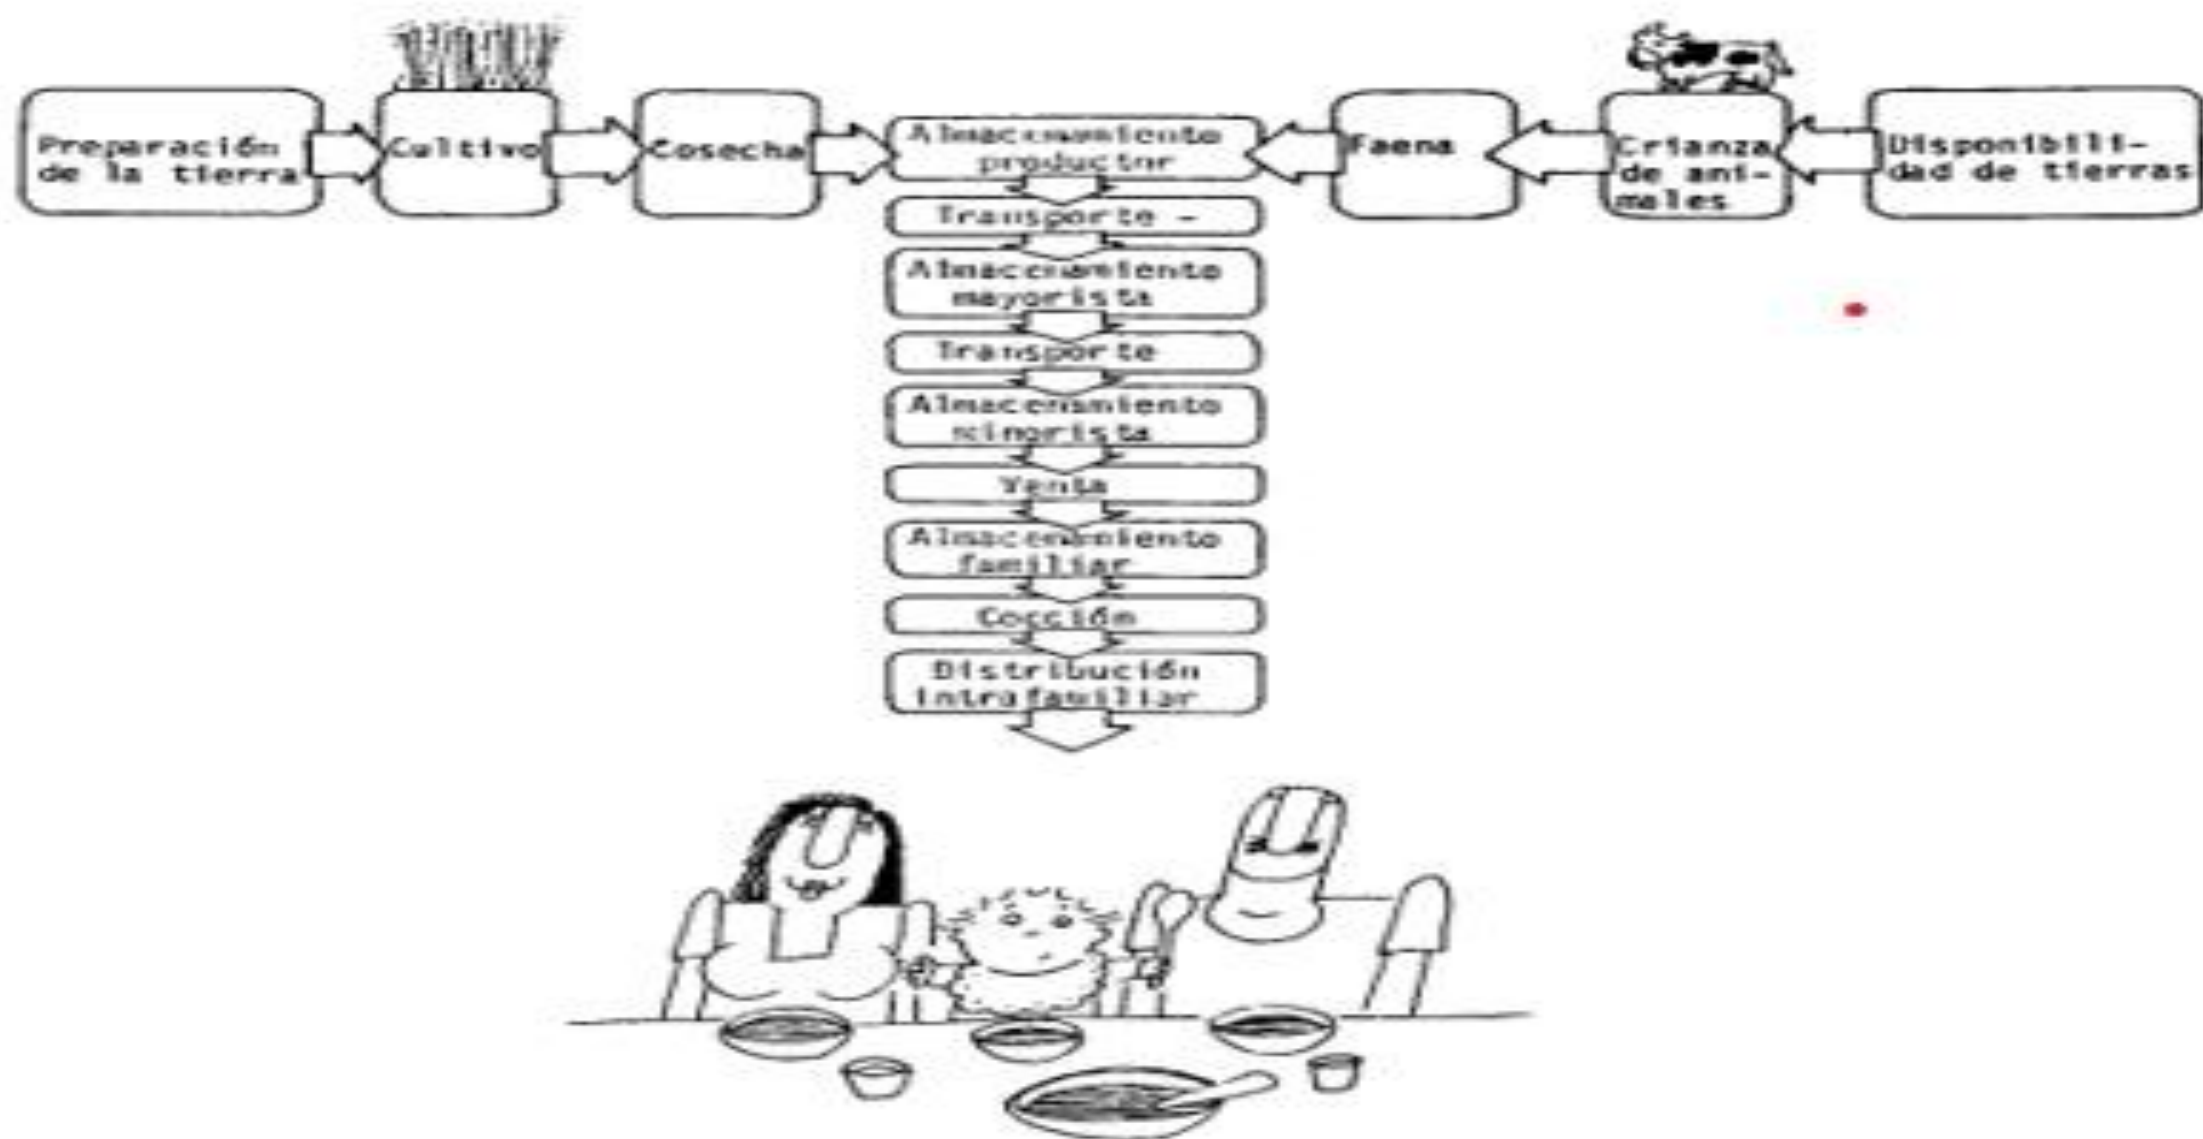 Preparación
de la tierra
Cultivo
Cosecha
Almacenamiento
productor
Faena
Crianza
de ani-
males
Disponibili-
dad de tierras
Transporte -
Almacenamiento
mayorista
Transporte
Almacenamiento
minorista
Venta
Almacenamiento
familiar
Cocción
Distribución
intrafamiliar